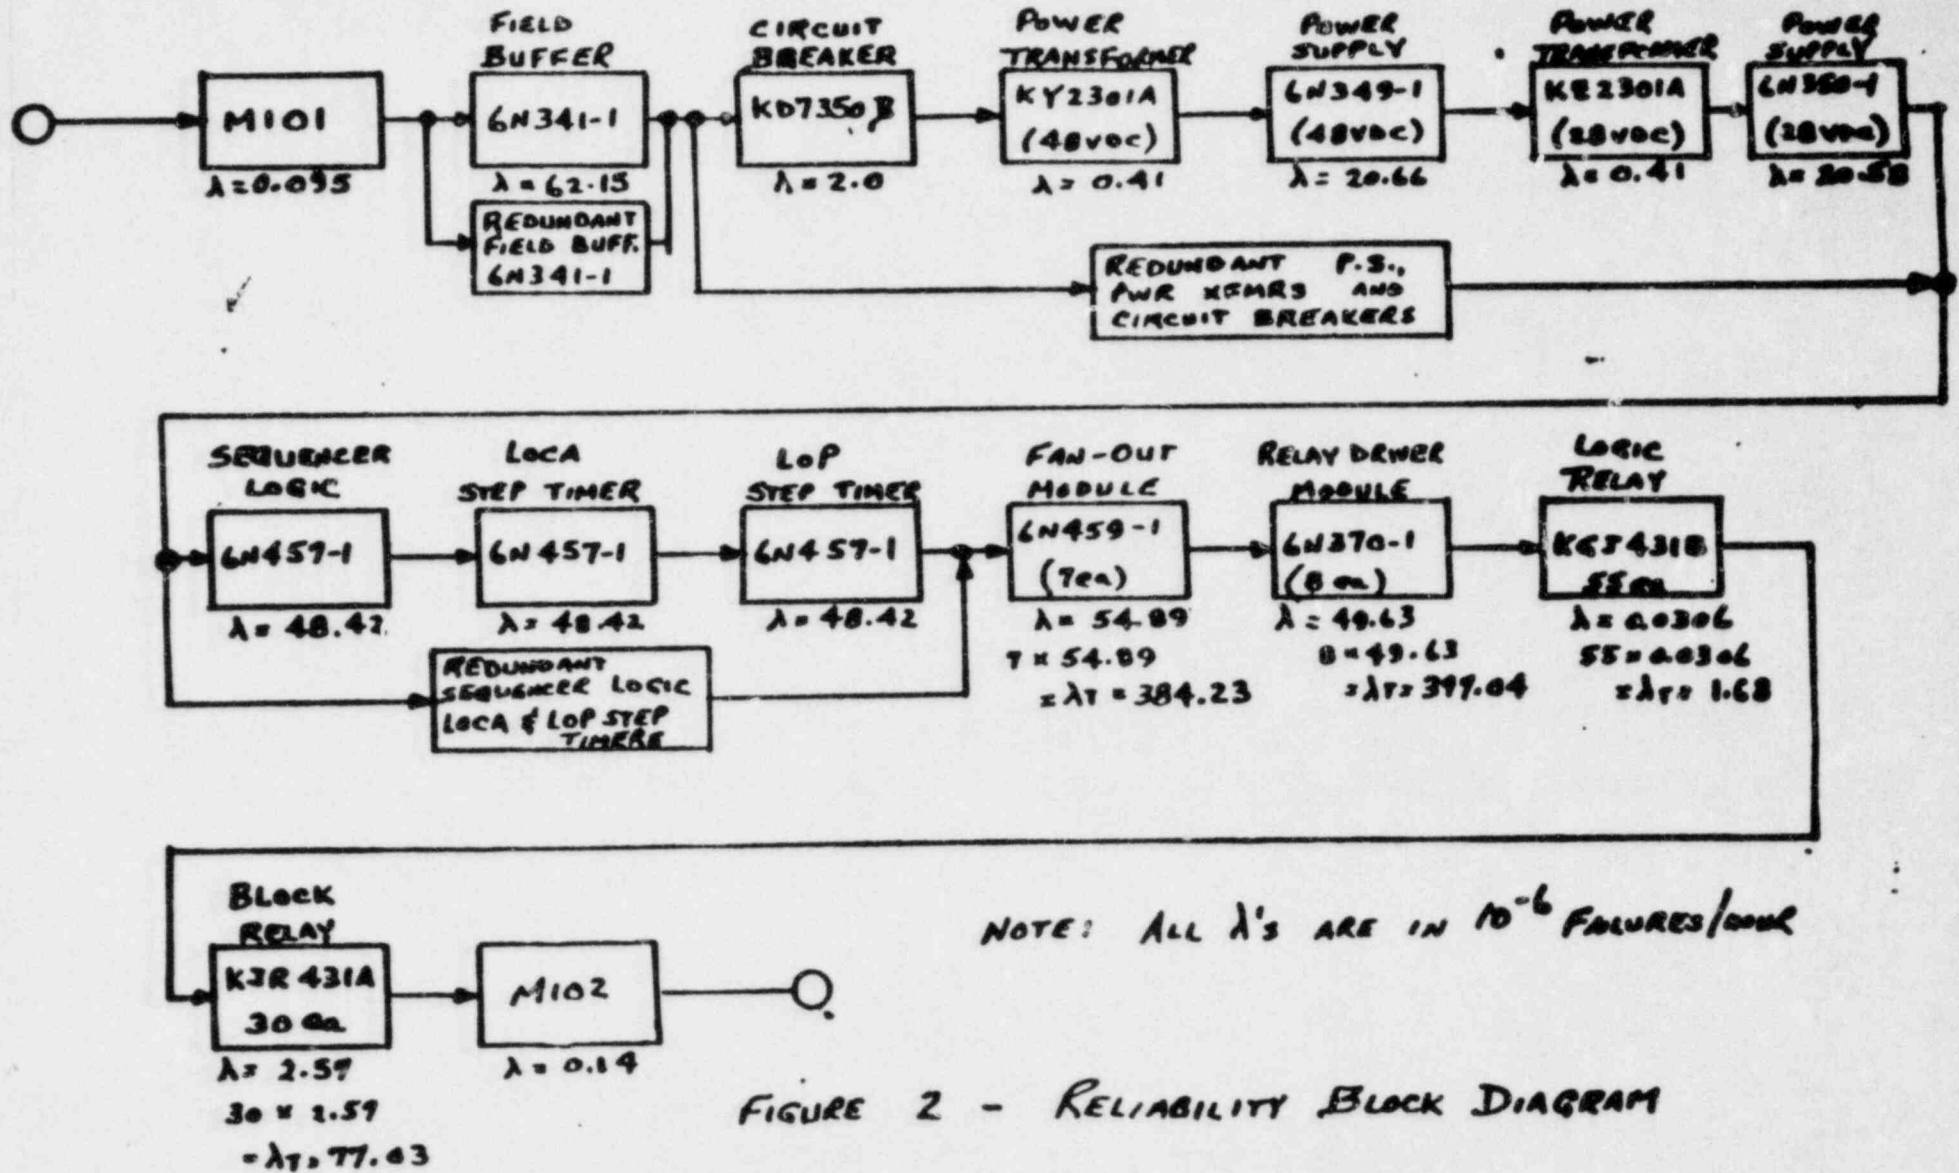 FIELD
BUFFER
CIRCUIT
BREAKER
POWER
TRANSFORMER
POWER
SUPPLY
POWER
TRANSFORMER
POWER
SUPPLY
M101
λ=0.095
6N341-1
λ=62.15
REDUNDANT
FIELD BUFF.
6N341-1
KD7350B
λ=2.0
KY2301A
(48VDC)
λ=0.41
6N349-1
(48VDC)
λ=20.66
(28VDC)
λ=0.41
6N350-1
(28VDC)
λ=20.58
REDUNDANT P.S.,
PWR XFMRS AND
CIRCUIT BREAKERS
SEQUENCER
LOGIC
LOCA
STEP TIMER
LOP
STEP TIMER
FAN-OUT
MODULE
RELAY DRIVER
MODULE
LOGIC
RELAY
6N457-1
λ=48.42
6N457-1
λ=48.42
6N457-1
λ=48.42
REDUNDANT
SEQUENCER LOGIC
LOCA & LOP STEP
TIMERE
6N459-1
(7ea)
λ=54.89
7×54.89
=λT=384.23
6N370-1
(8ea)
λ=49.63
8×49.63
=λT=397.04
55ea
λ=0.0306
55×0.0306
=λT=1.68
BLOCK
RELAY
K3R431A
30ea
λ=2.59
30×2.59
=λT=77.03
M102
λ=0.14
NOTE: ALL λ'S ARE IN 10-6 FAILURES/HOUR
FIGURE 2 - RELIABILITY BLOCK DIAGRAM